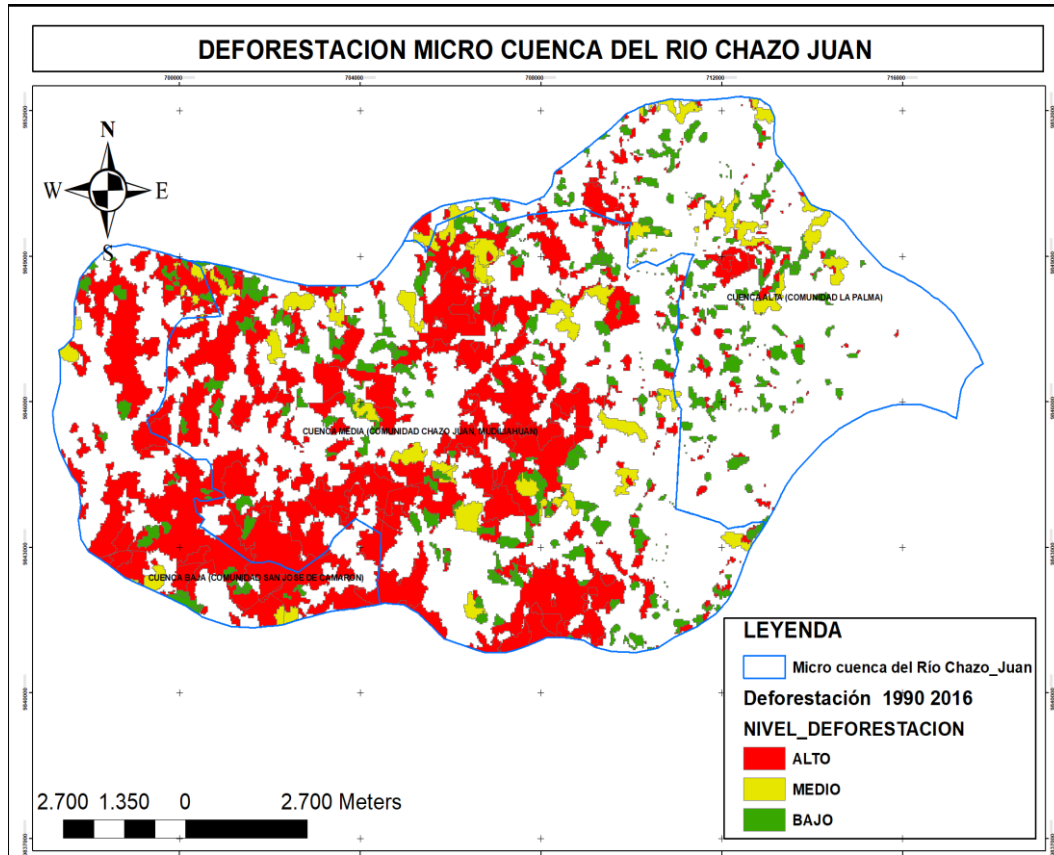 DEFORESTACION MICRO CUENCA DEL RIO CHAZO JUAN
N
W
E
S
CUENCA ALTA (COMUNIDAD LA PALMA)
CUENCA MEDIA (COMUNIDAD CHAZO JUAN,
CUENCA BAJA (COMUNIDAD SAN JOSE DE CAMARON)
LEYENDA
Micro cuenca del Río Chazo_Juan
Deforestación 1990 2016
NIVEL_DEFORESTACION
ALTO
MEDIO
BAJO
2.700 1.350 0 2.700 Meters